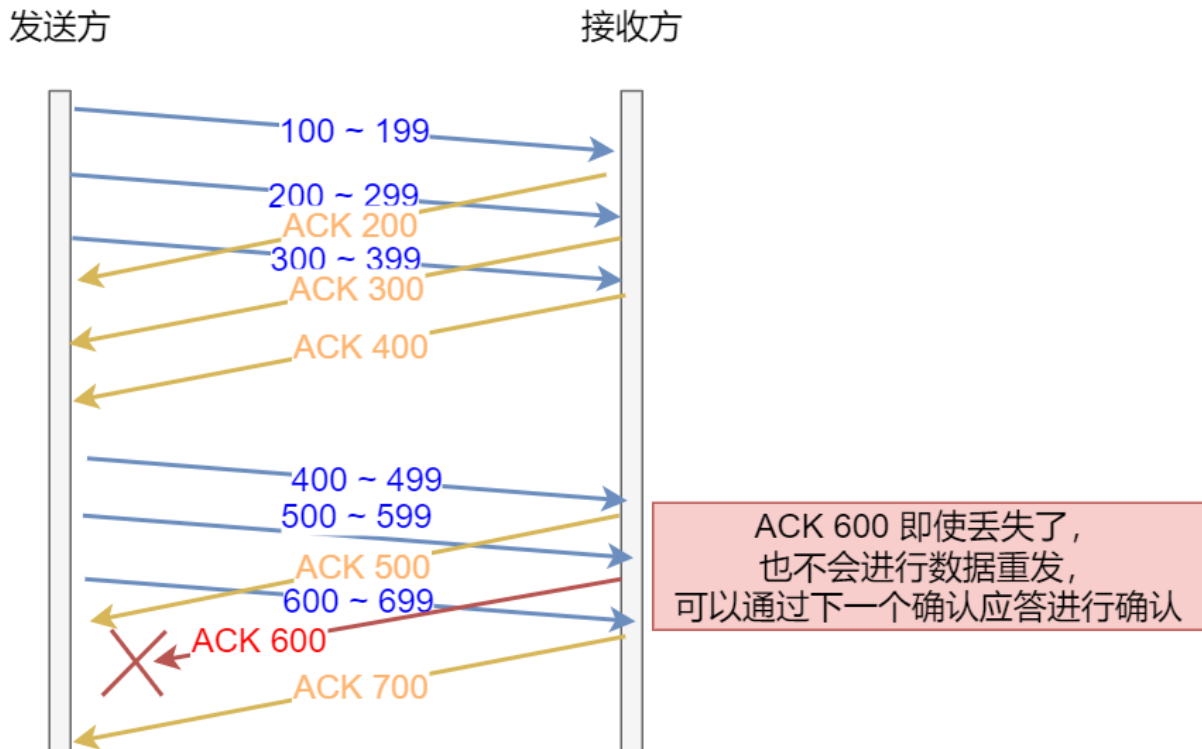 发送方
接收方
100 ~ 199
200 ~ 299
ACK 200
300 ~ 399
ACK 300
ACK 400
400 ~ 499
500 ~ 599
ACK 500
600 ~ 699
ACK 600
ACK 700
ACK 600 即使丢失了，
也不会进行数据重发，
可以通过下一个确认应答进行确认